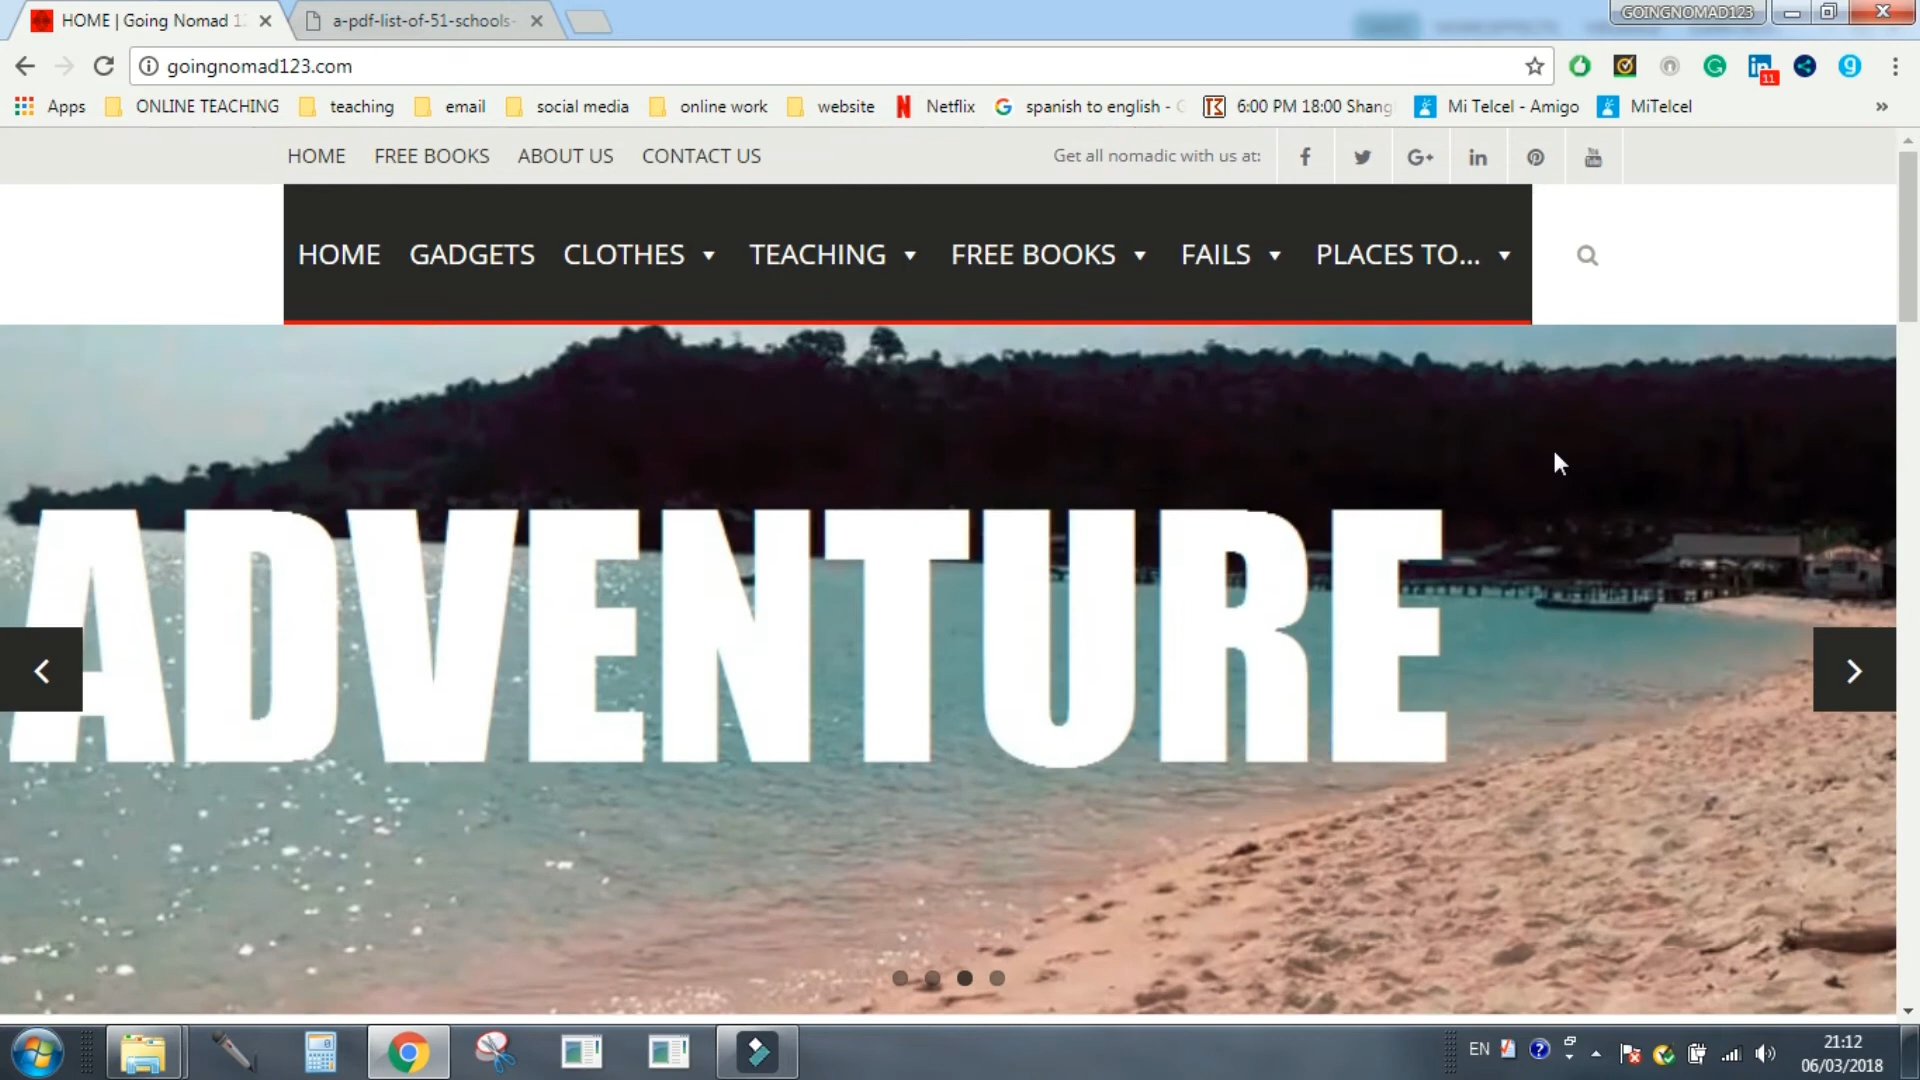 HOME | Going Nomad 12
a-pdf-list-of-51-schools-
GOINGNOMAD123
goingnomad123.com
11
Apps ONLINE TEACHING teaching email social media online work website Netflix spanish to english - G 6:00 PM 18:00 Shang Mi Telcel - Amigo MiTelcel »
HOME FREE BOOKS ABOUT US CONTACT US Get all nomadic with us at:
HOME GADGETS CLOTHES TEACHING FREE BOOKS FAILS PLACES TO...
ADVENTURE
EN
21:12
06/03/2018